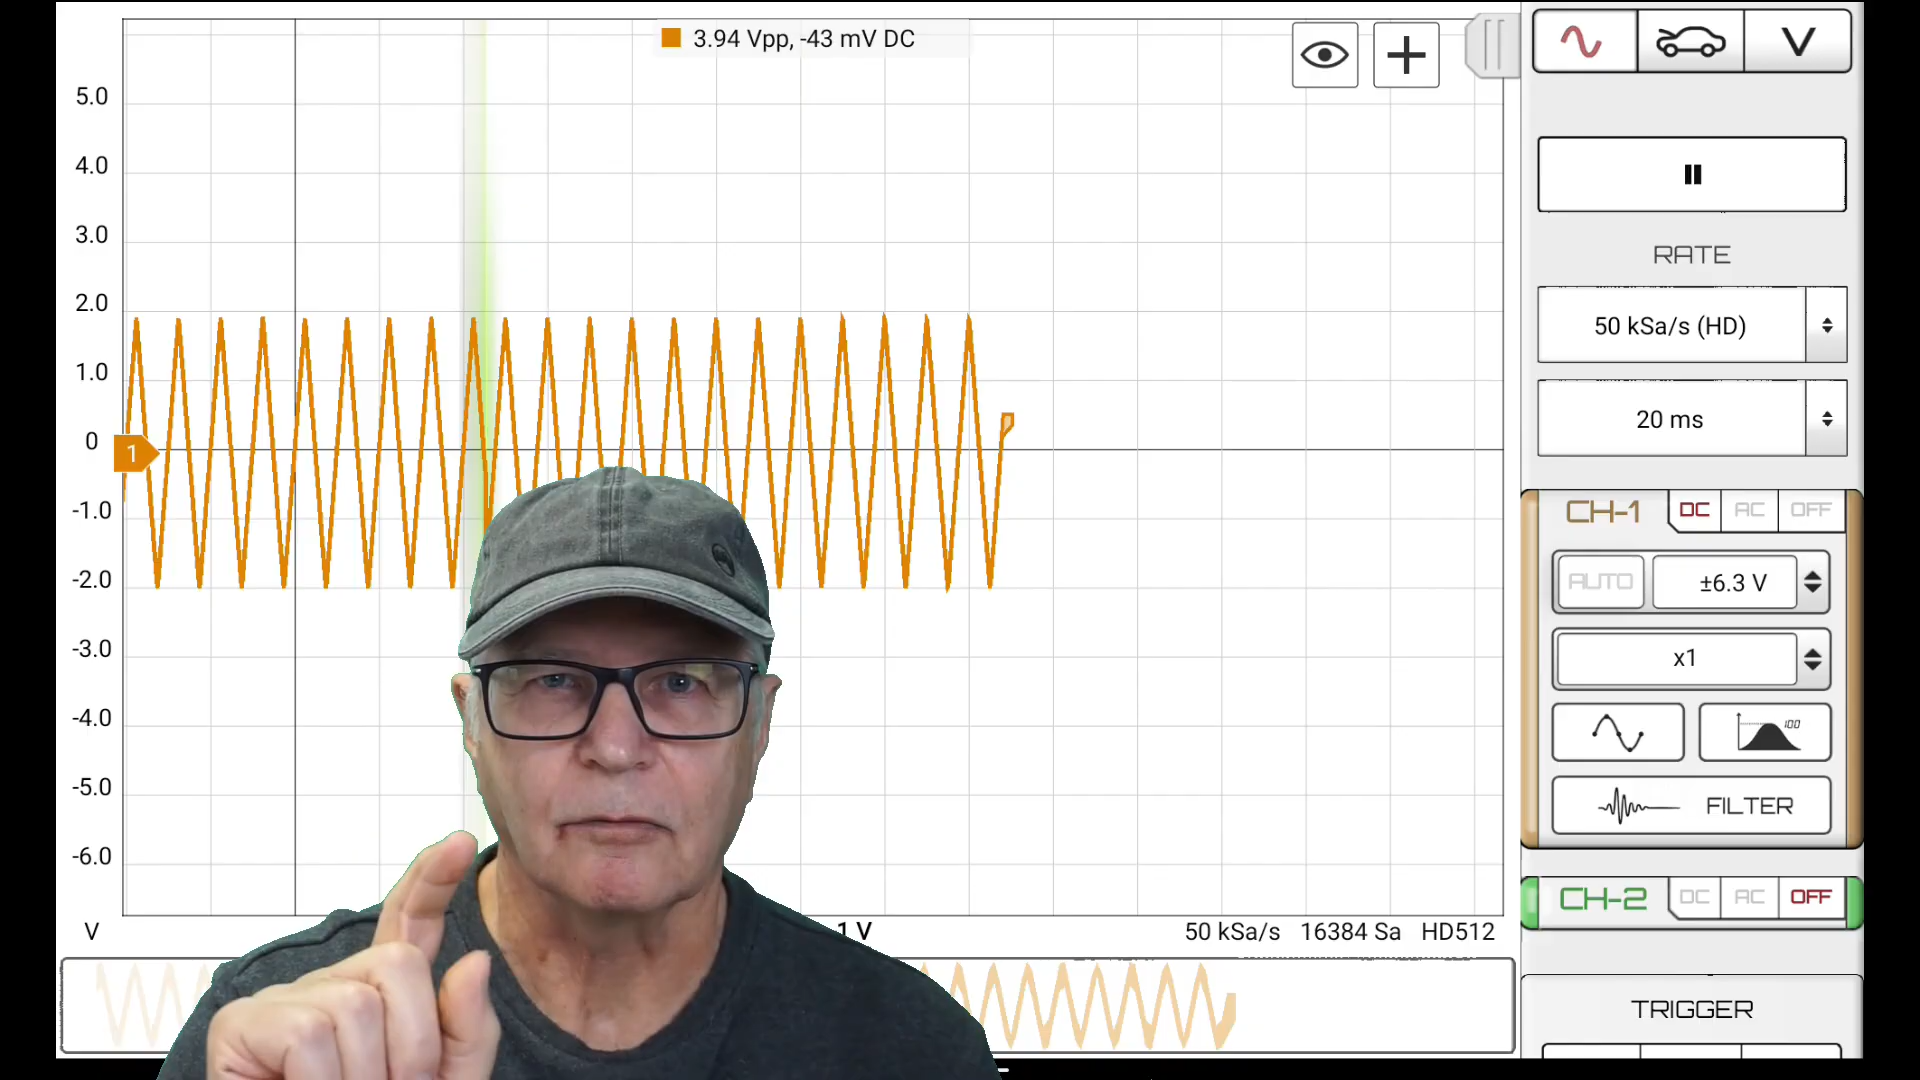 3.94 Vpp, -43 mV DC
5.0
4.0
3.0
2.0
1.0
0
-1.0
-2.0
-3.0
-4.0
-5.0
-6.0
1
V
1 V
50 kSa/s 16384 Sa HD512
V
RATE
50 kSa/s (HD)
20 ms
CH-1 DC AC OFF
AUTO ±6.3 V
x1
100
FILTER
CH-2 DC AC OFF
TRIGGER